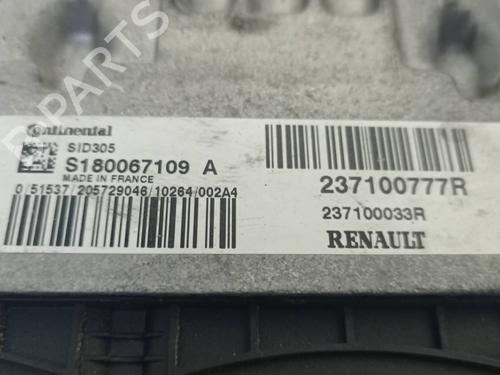 Continental
SID305
S180067109 A
MADE IN FRANCE
0 51537/205729046/10264/002A4
237100777R
237100033R
RENAULT
B-PARTS